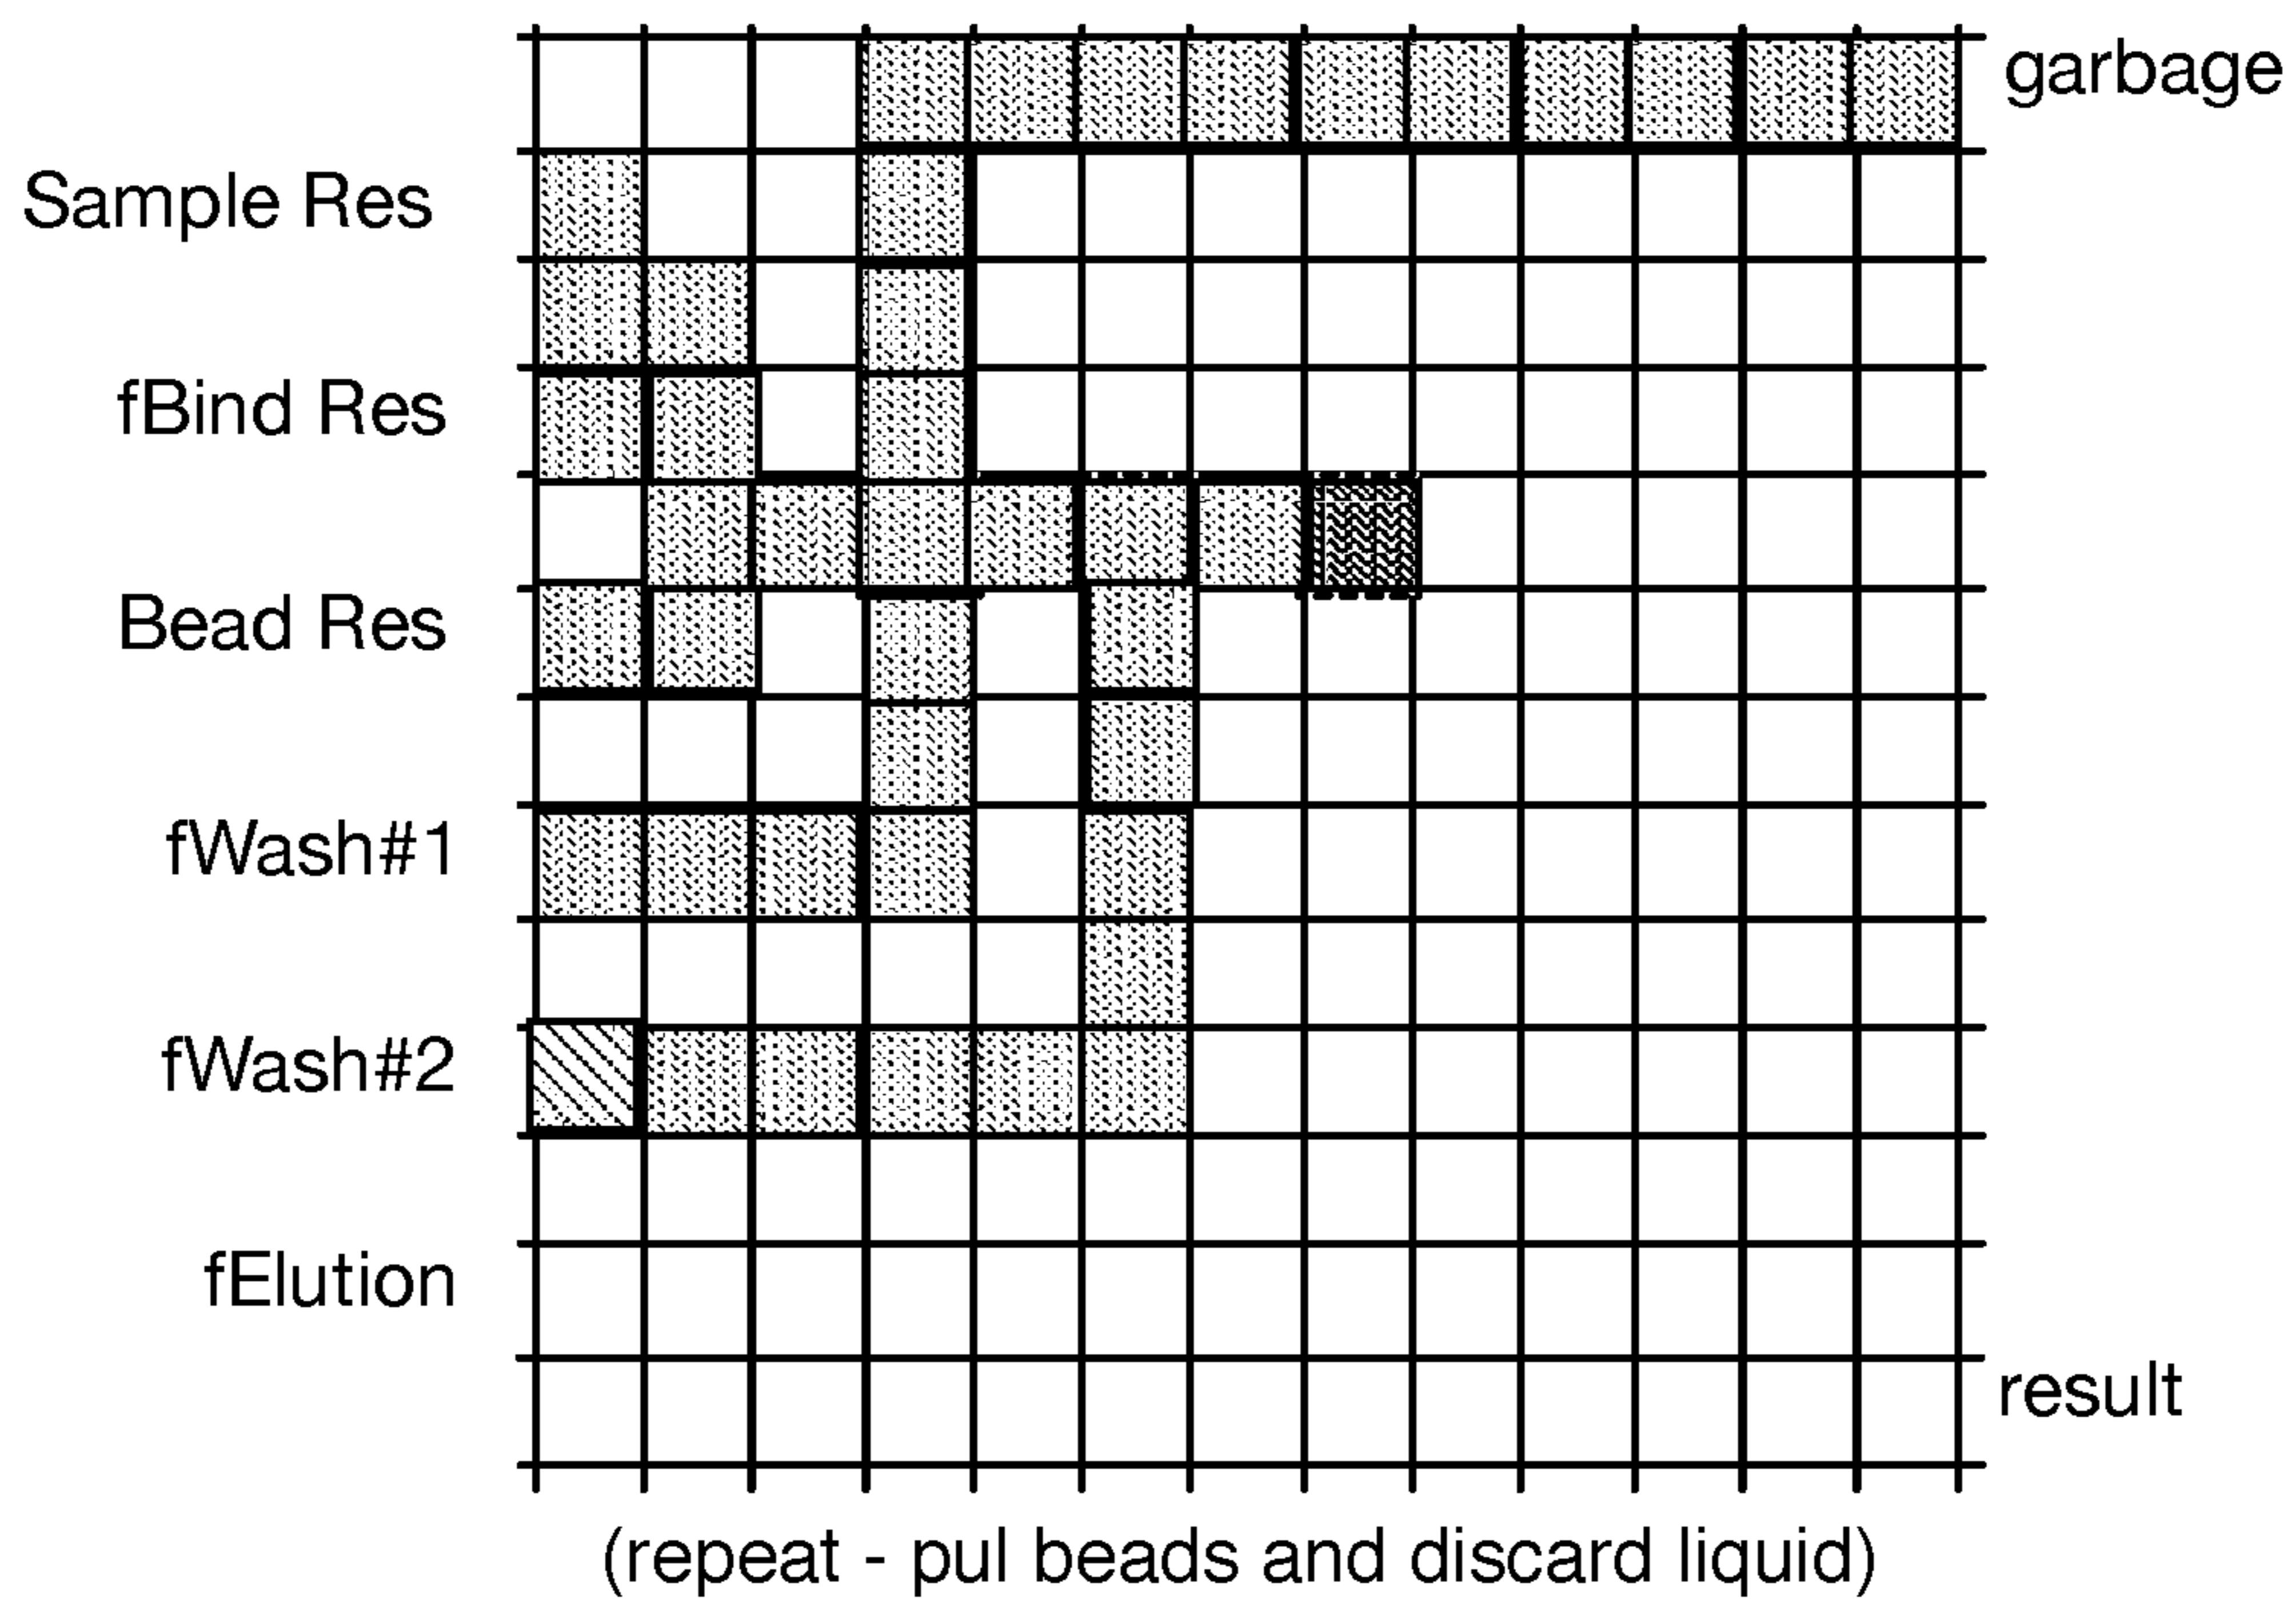 garbage
Sample Res
fBind Res
Bead Res
fWash#1
fWash#2
fElution
result
(repeat - pul beads and discard liquid)